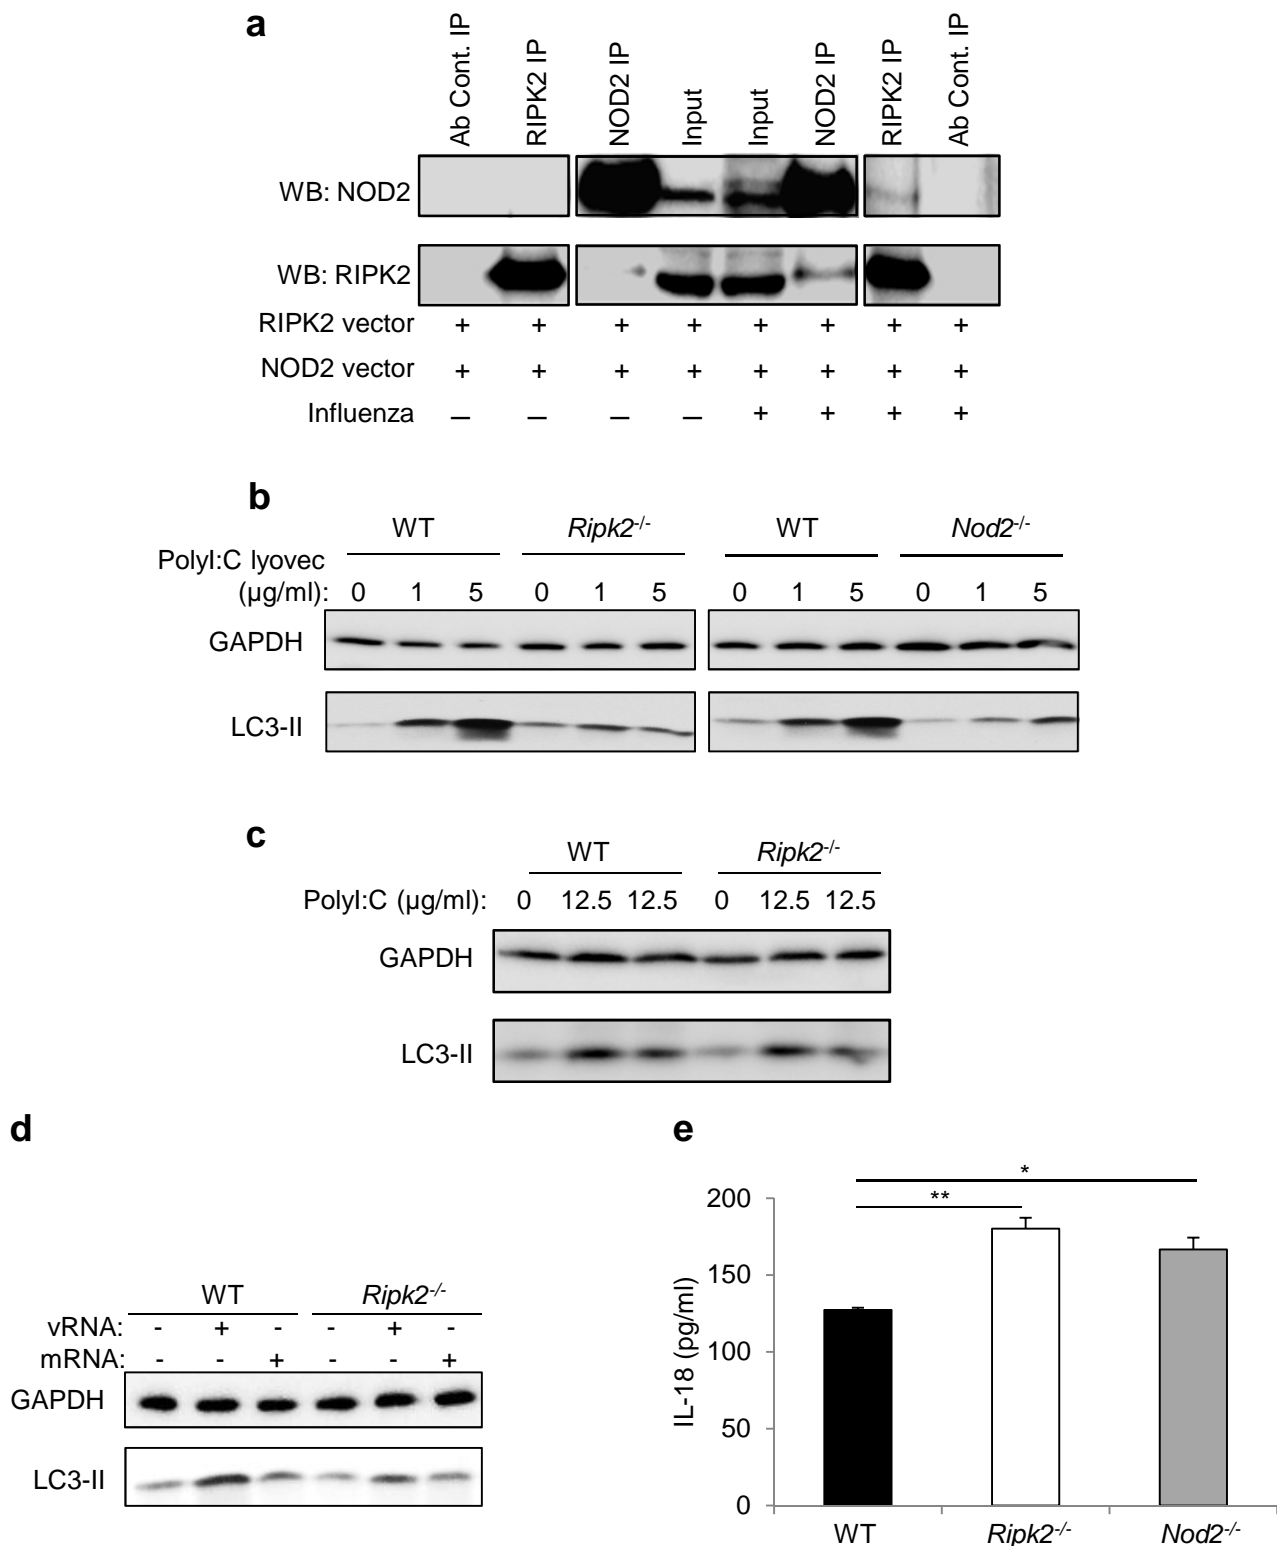 a
Ab Cont. IP
RIPK2 IP
NOD2 IP
Input
Input
NOD2 IP
RIPK2 IP
Ab Cont. IP
WB: NOD2
WB: RIPK2
RIPK2 vector + + + + + + + +
NOD2 vector + + + + + + + +
Influenza – – – – + + + +
b
WT Ripk2-/- WT Nod2-/-
PolyI:C lyovec
(µg/ml): 0 1 5 0 1 5 0 1 5 0 1 5
GAPDH
LC3-II
c
WT Ripk2-/-
PolyI:C (µg/ml): 0 12.5 12.5 0 12.5 12.5
GAPDH
LC3-II
d
WT Ripk2-/-
vRNA: - + - - + -
mRNA: - - + - - +
GAPDH
LC3-II
e
*
**
200
150
100
50
0
IL-18 (pg/ml)
WT Ripk2-/- Nod2-/-